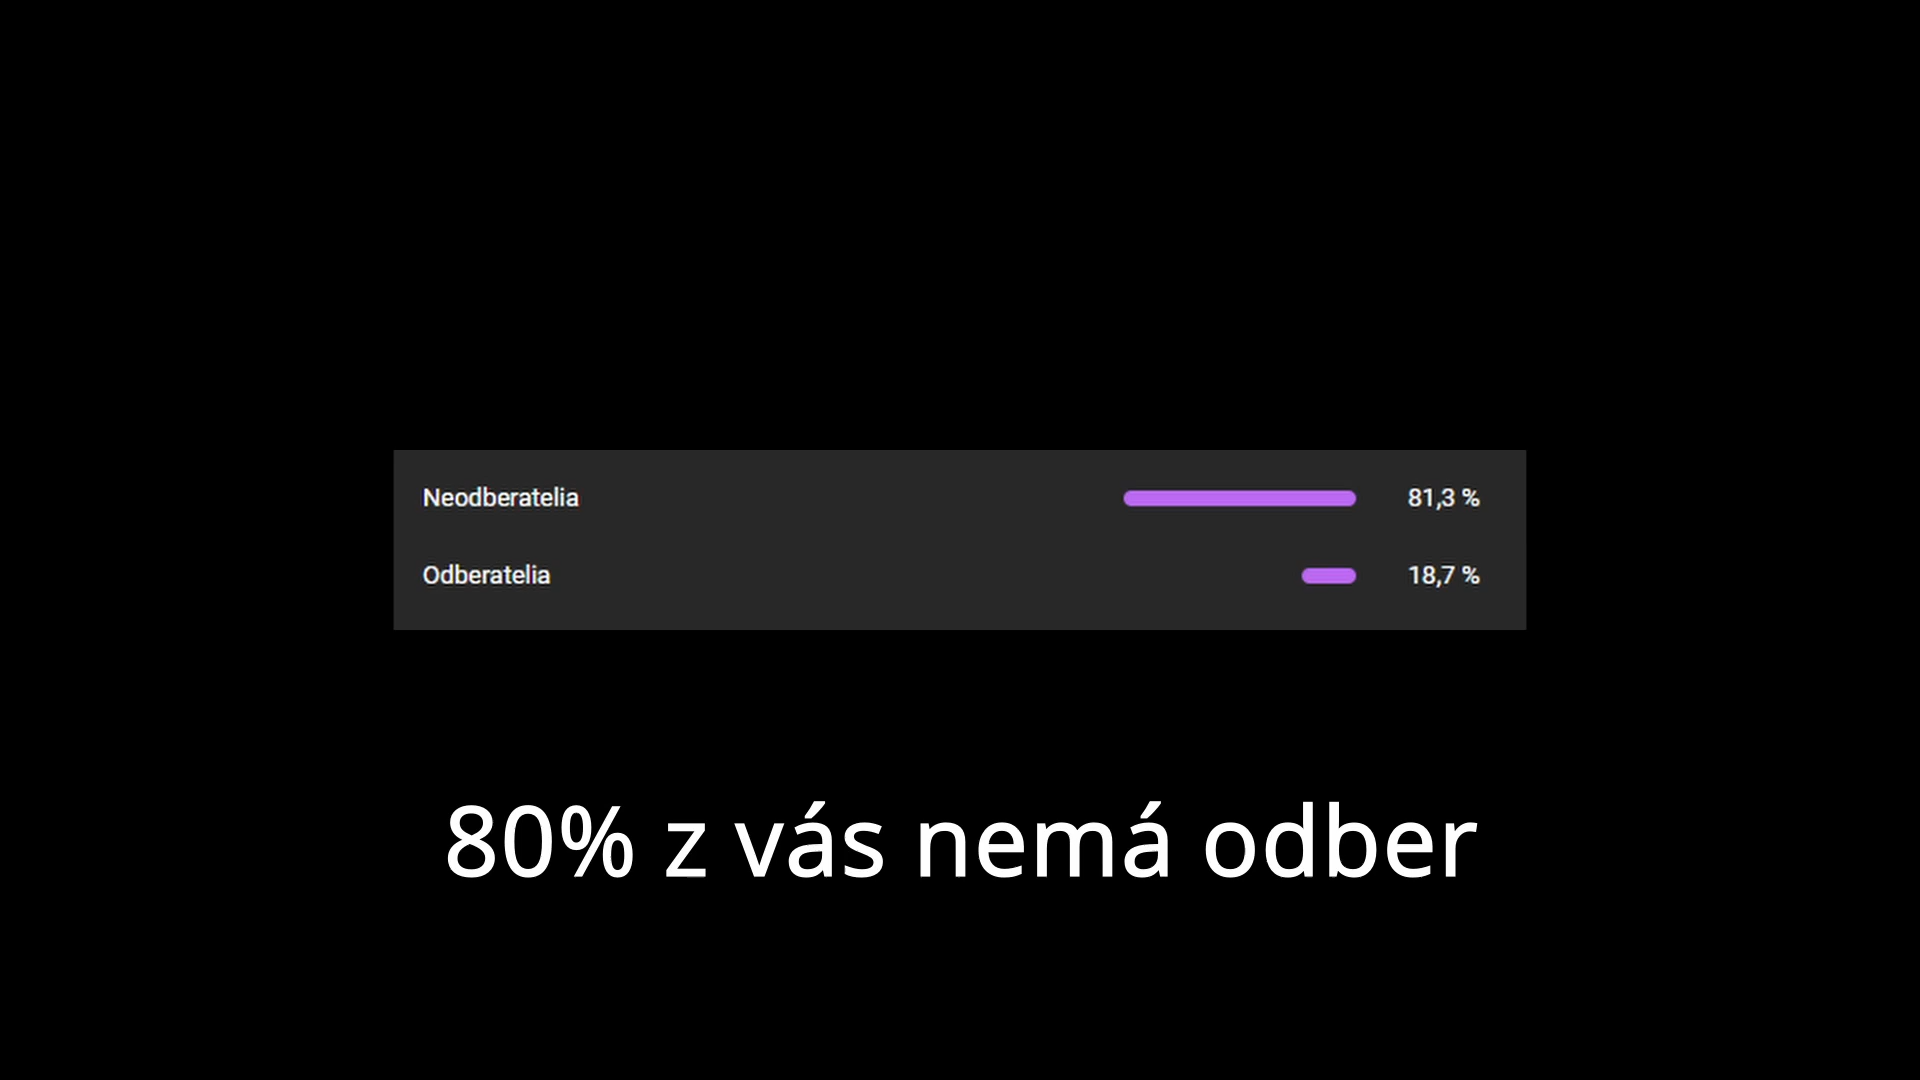 Neodberatelia 81,3 %
Odberatelia 18,7 %
80% z vás nemá odber